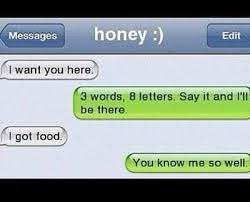 Messages honey :) Edit
I want you here.
3 words, 8 letters. Say it and I'll
be there.
I got food.
You know me so well.